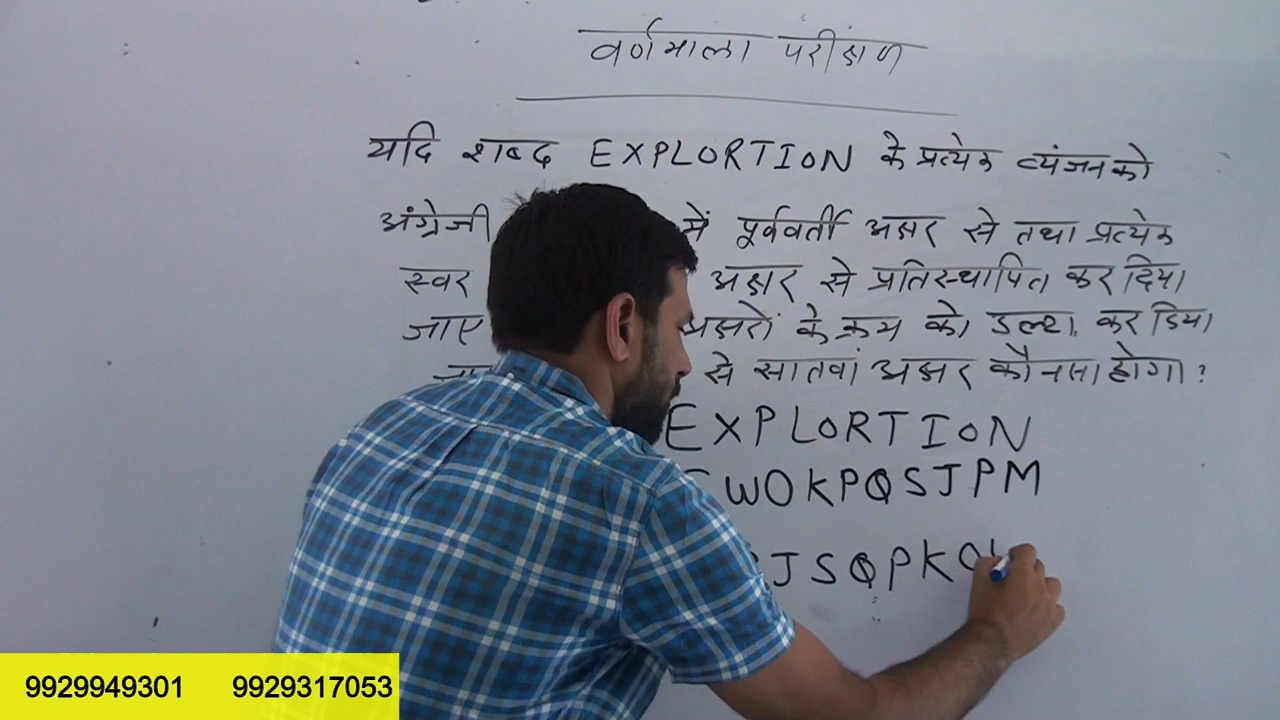 वर्णमाला परीक्षण
यदि शब्द EXPLORTION के प्रत्येक व्यंजन को
अंग्रेजी में पूर्ववर्ती अक्षर से तथा प्रत्येक
स्वर अक्षर से प्रतिस्थापित कर दिया
जाए अक्षरों के क्रम को उल्टा कर दिया
से सातवां अक्षर कौनसा होगा?
EXPLORTION
WOKPQSJPM
JSQPKO
9929949301 9929317053